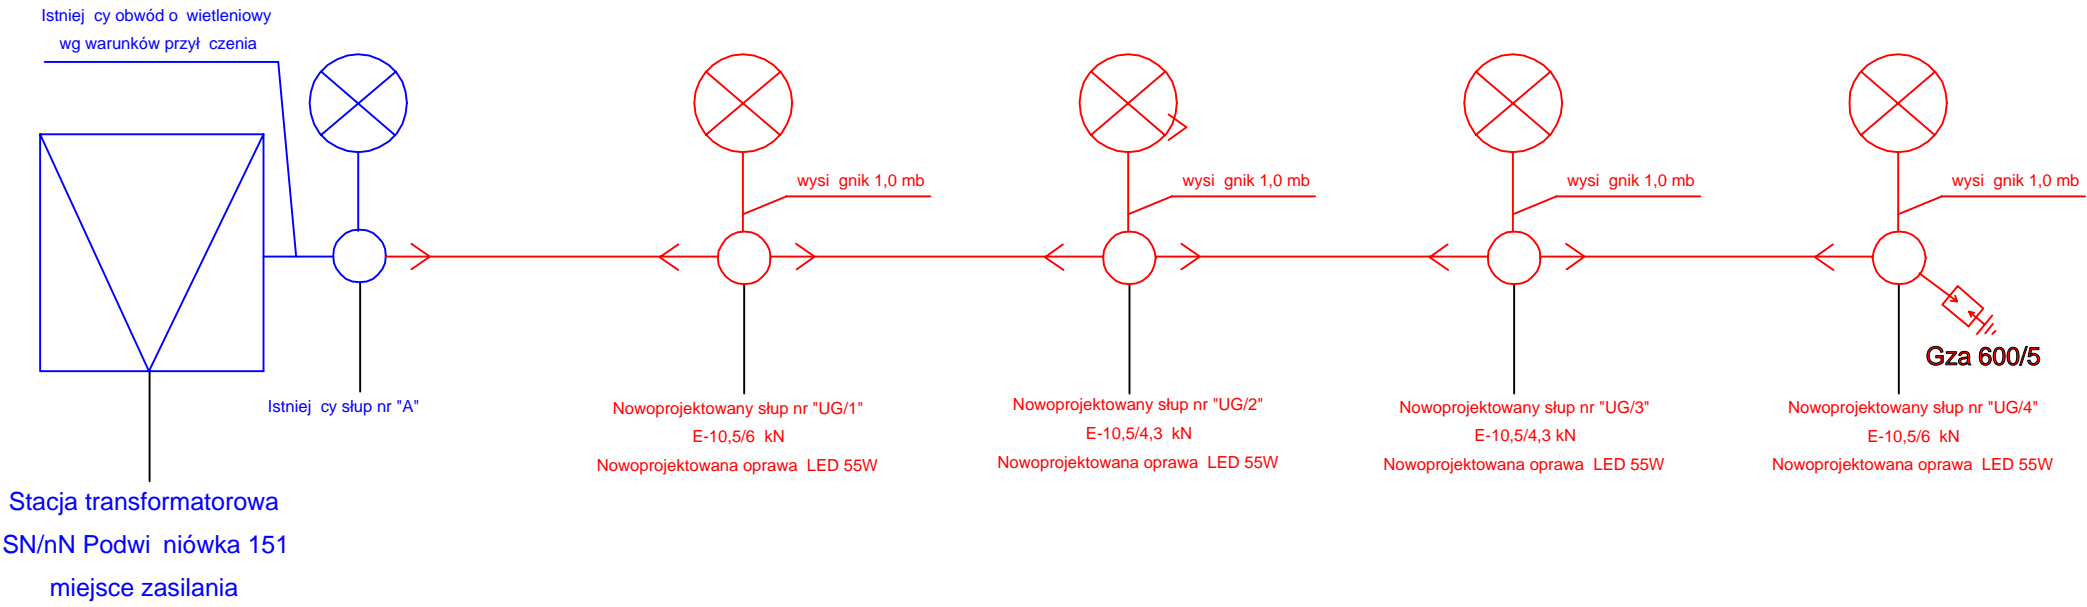 Istniej cy obwód o wietleniowy
wg warunków przył czenia
wysi gnik 1,0 mb
wysi gnik 1,0 mb
wysi gnik 1,0 mb
wysi gnik 1,0 mb
Gza 600/5
Istniej cy słup nr "A"
Nowoprojektowany słup nr "UG/1"
E-10,5/6 kN
Nowoprojektowana oprawa LED 55W
Nowoprojektowany słup nr "UG/2"
E-10,5/4,3 kN
Nowoprojektowana oprawa LED 55W
Nowoprojektowany słup nr "UG/3"
E-10,5/4,3 kN
Nowoprojektowana oprawa LED 55W
Nowoprojektowany słup nr "UG/4"
E-10,5/6 kN
Nowoprojektowana oprawa LED 55W
Stacja transformatorowa
SN/nN Podwi niówka 151
miejsce zasilania